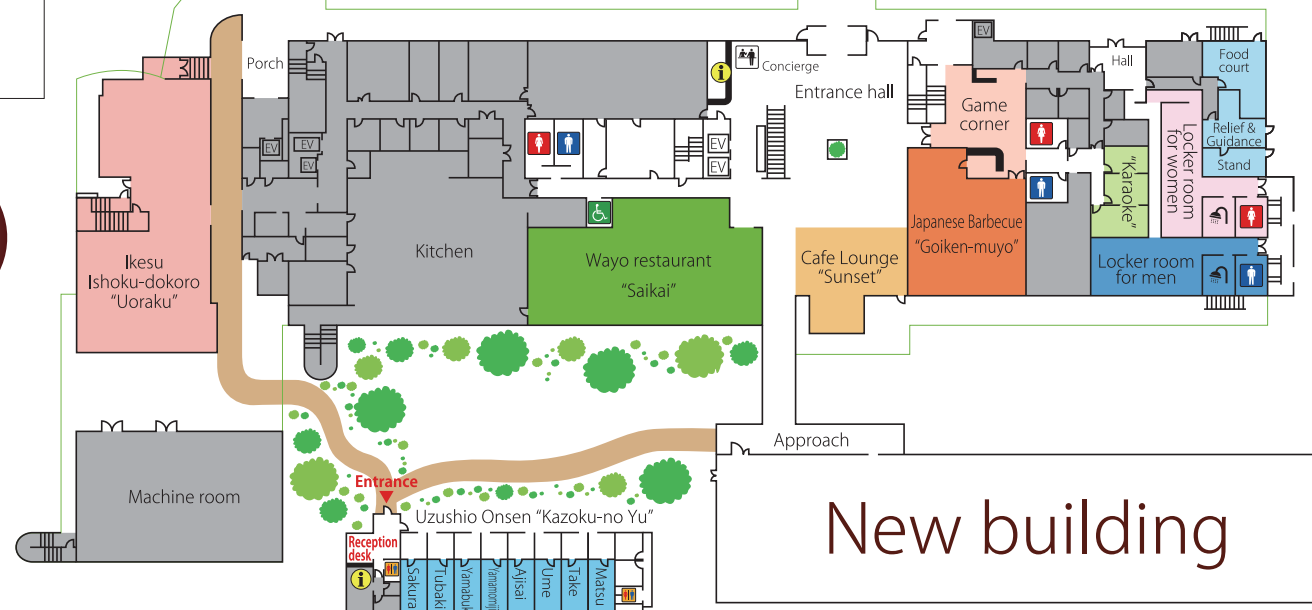 Porch
EV
EV
EV
Concierge
Entrance hall
EV
EV
EV
Game
corner
Hall
Food
court
Relief &
Guidance
Stand
Locker room
for women
"Karaoke"
Locker room
for men
Japanese Barbecue
"Goiken-muyo"
Cafe Lounge
"Sunset"
Wayo restaurant
"Saikai"
Kitchen
Ikesu
Ishoku-dokoro
"Uoraku"
Machine room
Approach
New building
Entrance
Uzushio Onsen "Kazoku-no Yu"
Reception
desk
Sakura
Tubaki
Yamabuki
Yamamomiji
Ajisai
Ume
Take
Matsu